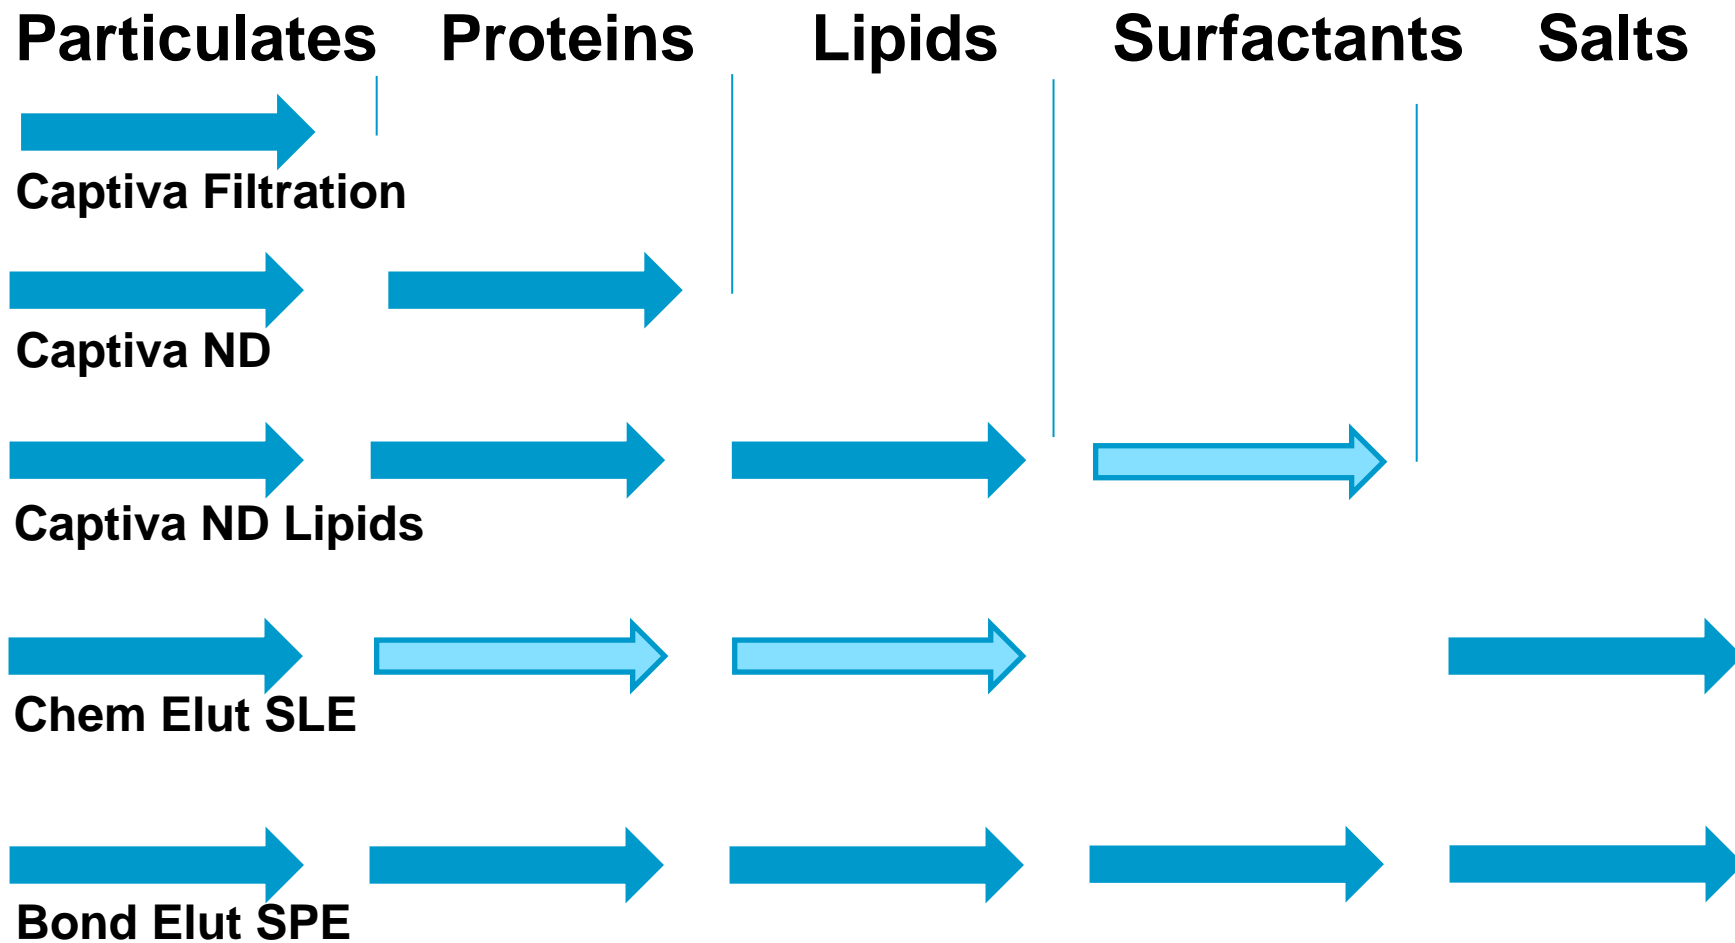 Particulates Proteins Lipids Surfactants Salts
Captiva Filtration
Captiva ND
Captiva ND Lipids
Chem Elut SLE
Bond Elut SPE